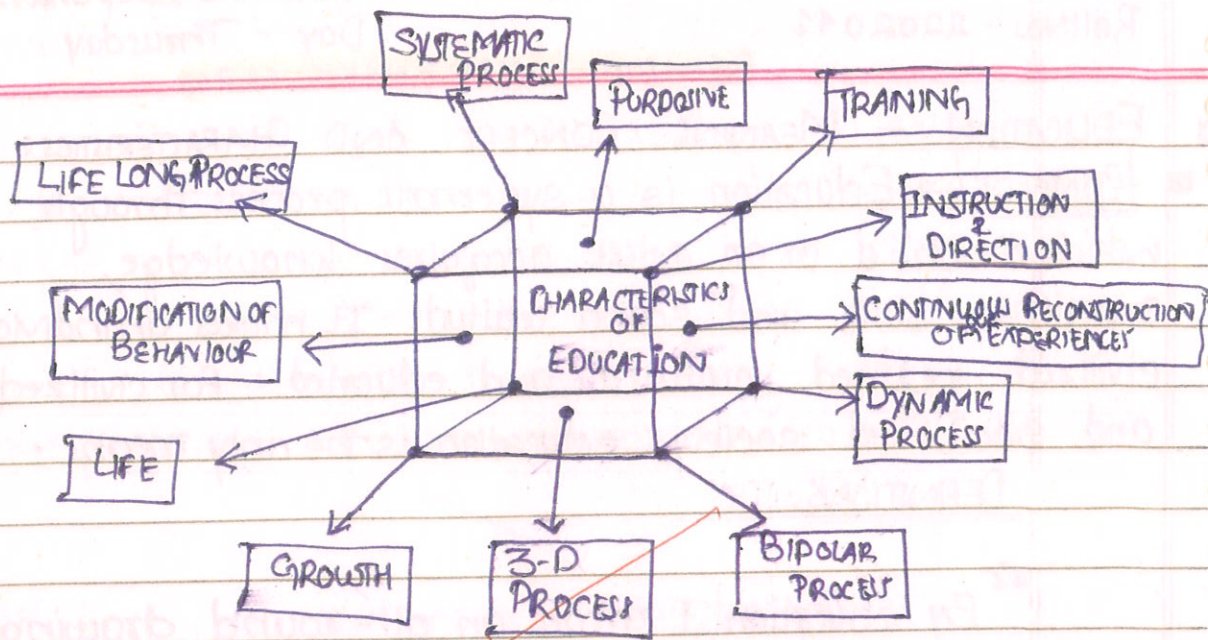 SYSTEMATIC
PROCESS
PURPOSIVE
TRANING
LIFE LONG PROCESS
INSTRUCTION
&
DIRECTION
MODIFICATION OF
BEHAVIOUR
CHARACTERISTICS
OF
EDUCATION
RECONSTRUCTION
OF EXPERIENCES
DYNAMIC
PROCESS
LIFE
GROWTH
3-D
PROCESS
BIPOLAR
PROCESS